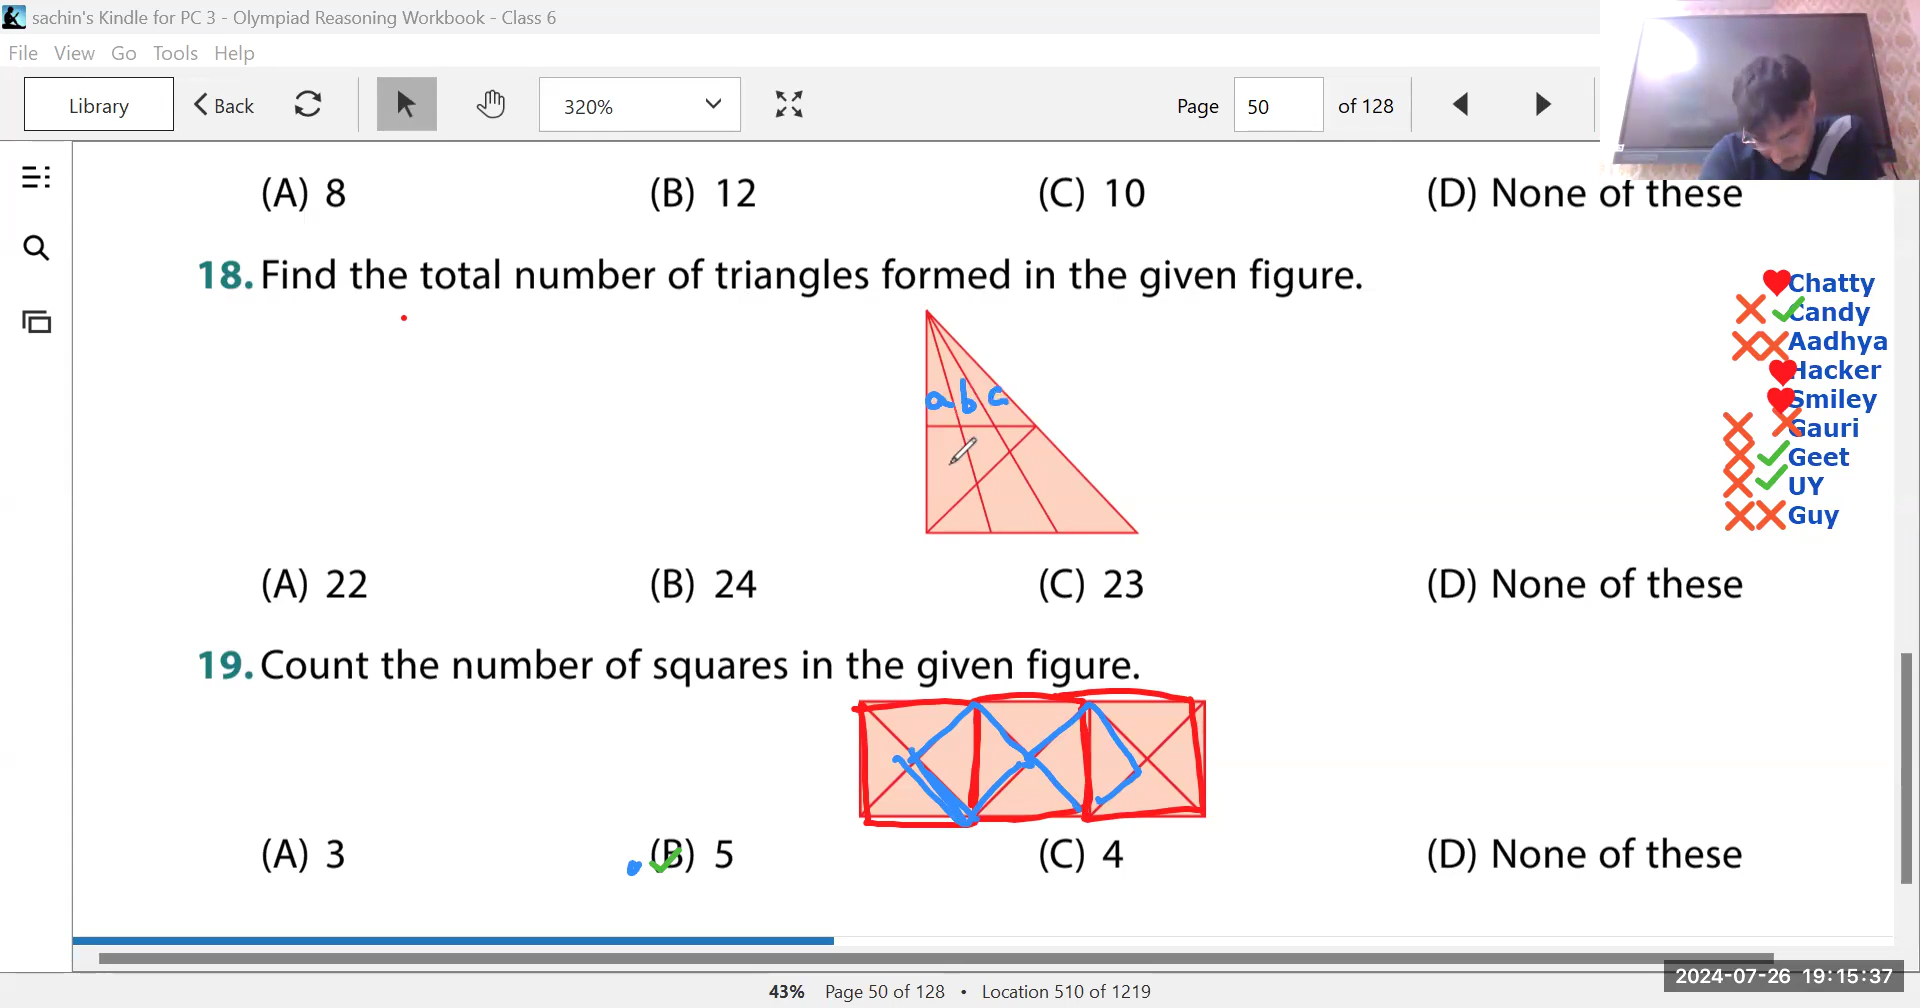 sachin's Kindle for PC 3 - Olympiad Reasoning Workbook - Class 6
File View Go Tools Help
Library Back 320% Page 50 of 128
(A) 8 (B) 12 (C) 10 (D) None of these
18. Find the total number of triangles formed in the given figure.
a b c
(A) 22 (B) 24 (C) 23 (D) None of these
19. Count the number of squares in the given figure.
(A) 3 (B) 5 (C) 4 (D) None of these
Chatty
Candy
Aadhya
Hacker
Smiley
Gauri
Geet
UY
Guy
2024-07-26 19:15:37
43% Page 50 of 128 • Location 510 of 1219